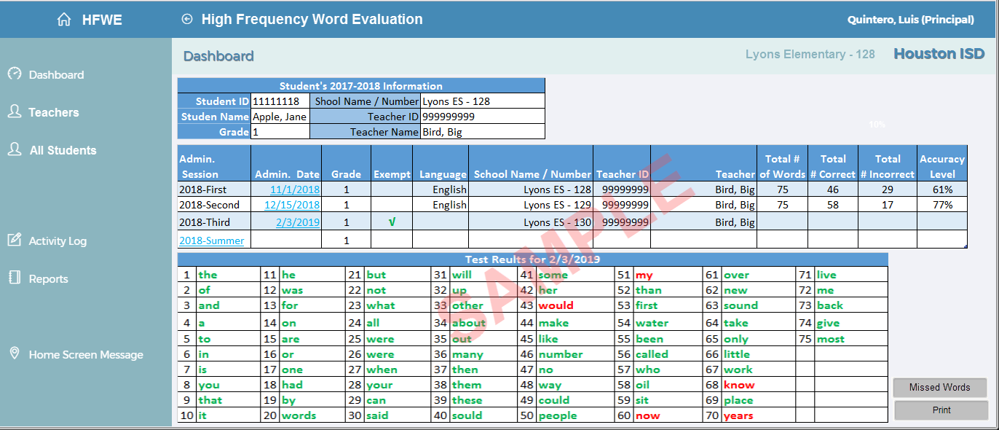 HFWE High Frequency Word Evaluation Quintero, Luis (Principal)
Dashboard Lyons Elementary - 128 Houston ISD
Dashboard
Teachers
All Students
Activity Log
Reports
Home Screen Message
Student's 2017-2018 Information
Student ID 11111118 Shool Name / Number Lyons ES - 128
Studen Name Apple, Jane Teacher ID 999999999
Grade 1 Teacher Name Bird, Big
10%
Admin. Session Admin. Date Grade Exempt Language School Name / Number Teacher ID Teacher Total # of Words Total # Correct Total # Incorrect Accuracy Level
2018-First 11/1/2018 1 English Lyons ES - 128 99999999 Bird, Big 75 46 29 61%
2018-Second 12/15/2018 1 English Lyons ES - 129 99999999 Bird, Big 75 58 17 77%
2018-Third 2/3/2019 1 √ Lyons ES - 130 99999999 Bird, Big
2018-Summer 1
Test Reults for 2/3/2019
1 the 11 he 21 but 31 will 41 some 51 my 61 over 71 live
2 of 12 was 22 not 32 up 42 her 52 than 62 new 72 me
3 and 13 for 23 what 33 other 43 would 53 first 63 sound 73 back
4 a 14 on 24 all 34 about 44 make 54 water 64 take 74 give
5 to 15 are 25 were 35 out 45 like 55 been 65 only 75 most
6 in 16 or 26 were 36 many 46 number 56 called 66 little
7 is 17 one 27 when 37 then 47 no 57 who 67 work
8 you 18 had 28 your 38 them 48 way 58 oil 68 know
9 that 19 by 29 can 39 these 49 could 59 sit 69 place
10 it 20 words 30 said 40 sould 50 people 60 now 70 years
SAMPLE
Missed Words
Print